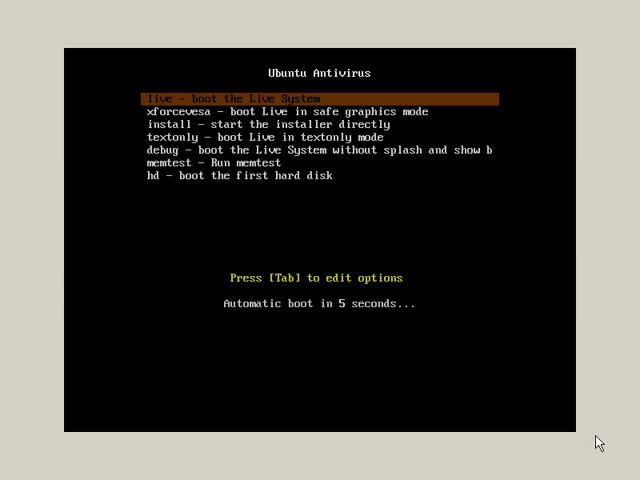 Ubuntu Antivirus
live - boot the Live System
xforcevesa - boot Live in safe graphics mode
install - start the installer directly
textonly - boot Live in textonly mode
debug - boot the Live System without splash and show b
memtest - Run memtest
hd - boot the first hard disk
Press [Tab] to edit options
Automatic boot in 5 seconds...